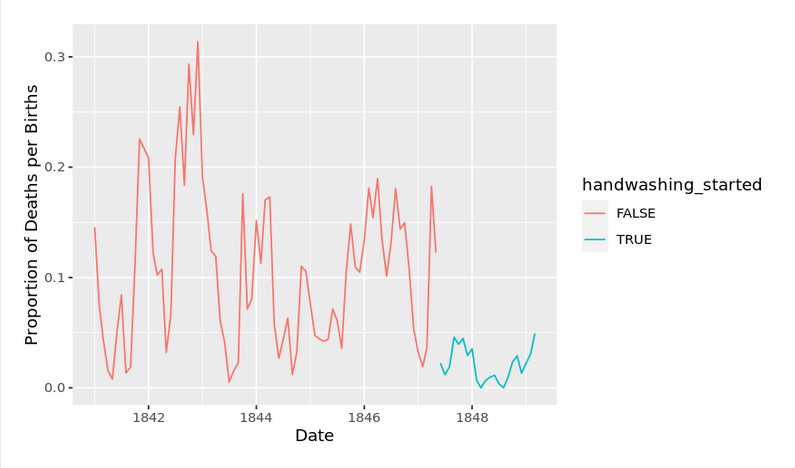 Proportion of Deaths per Births
0.3
0.2
0.1
0.0
1842 1844 1846 1848
Date
handwashing_started
FALSE
TRUE